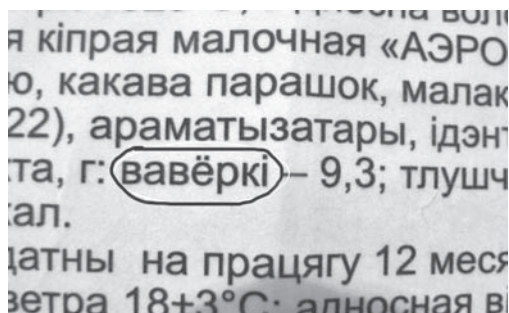 я кіпрая малочная «АЭРО
ю, какава парашок, малак
22), араматызатары, ідэнт
та, г: вавёркі – 9,3; тлушч
ал.
датны на працягу 12 меся
ветра 18+3°С; адносная ві